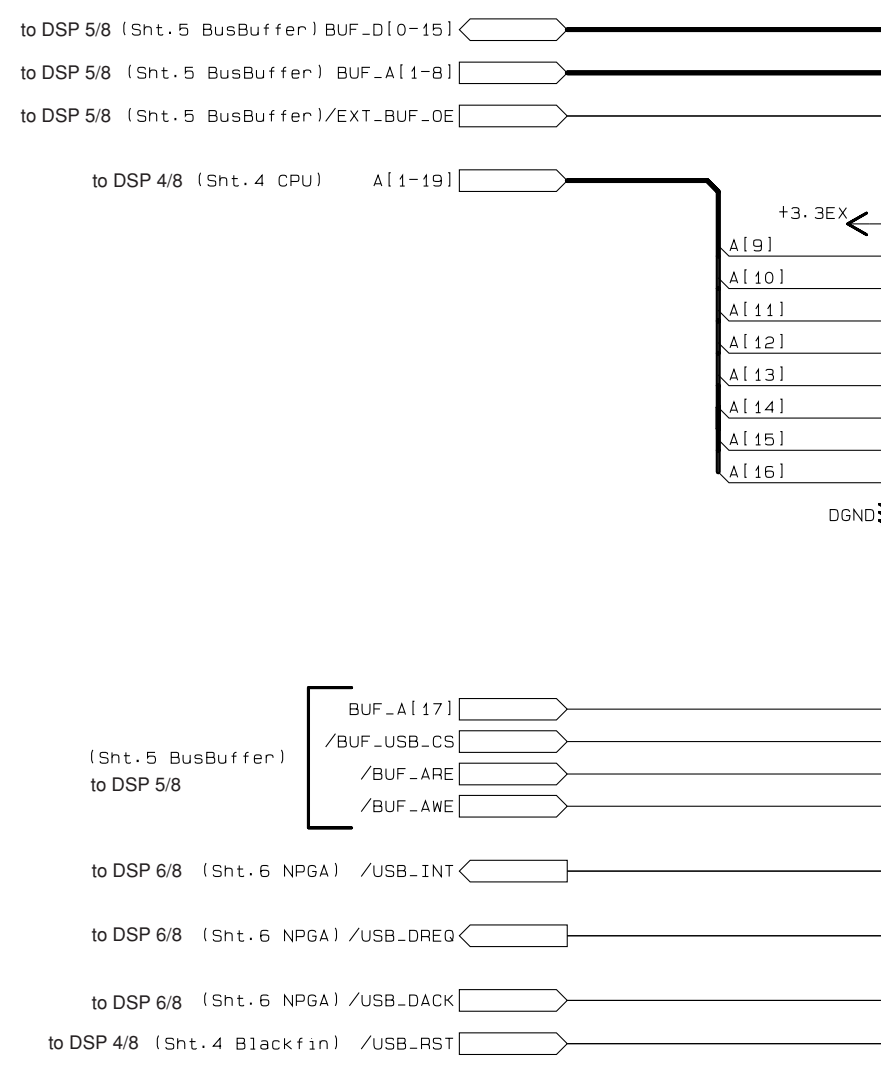 to DSP 5/8 (Sht.5 BusBuffer) BUF_D[0-15]
to DSP 5/8 (Sht.5 BusBuffer) BUF_A[1-8]
to DSP 5/8 (Sht.5 BusBuffer) /EXT_BUF_OE
to DSP 4/8 (Sht.4 CPU) A[1-19]
+3.3EX
A[9]
A[10]
A[11]
A[12]
A[13]
A[14]
A[15]
A[16]
DGND
BUF_A[17]
/BUF_USB_CS
(Sht.5 BusBuffer)
to DSP 5/8
/BUF_ARE
/BUF_AWE
to DSP 6/8 (Sht.6 NPGA) /USB_INT
to DSP 6/8 (Sht.6 NPGA) /USB_DREQ
to DSP 6/8 (Sht.6 NPGA) /USB_DACK
to DSP 4/8 (Sht.4 Blackfin) /USB_RST